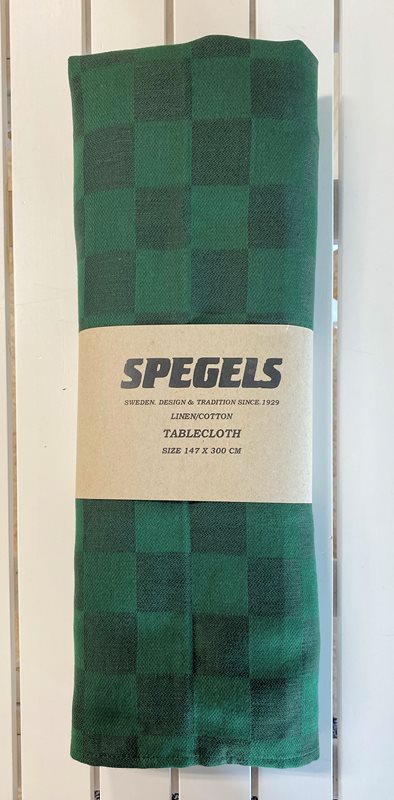 SPEGELS
SWEDEN. DESIGN & TRADITION SINCE.1929
LINEN/COTTON
TABLECLOTH
SIZE 147 X 300 CM